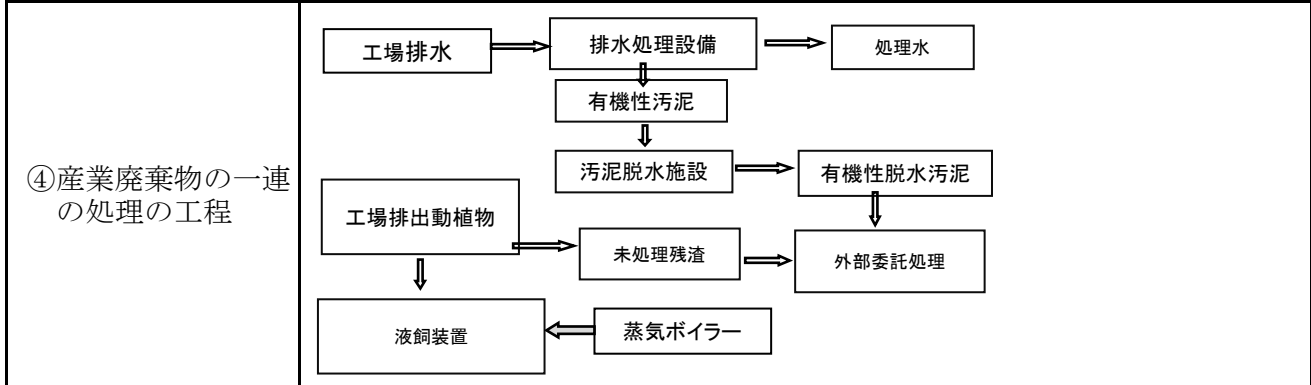 ④産業廃棄物の一連
の処理の工程
工場排水
排水処理設備
処理水
有機性汚泥
汚泥脱水施設
有機性脱水汚泥
工場排出動植物
未処理残渣
外部委託処理
液飼装置
蒸気ボイラー